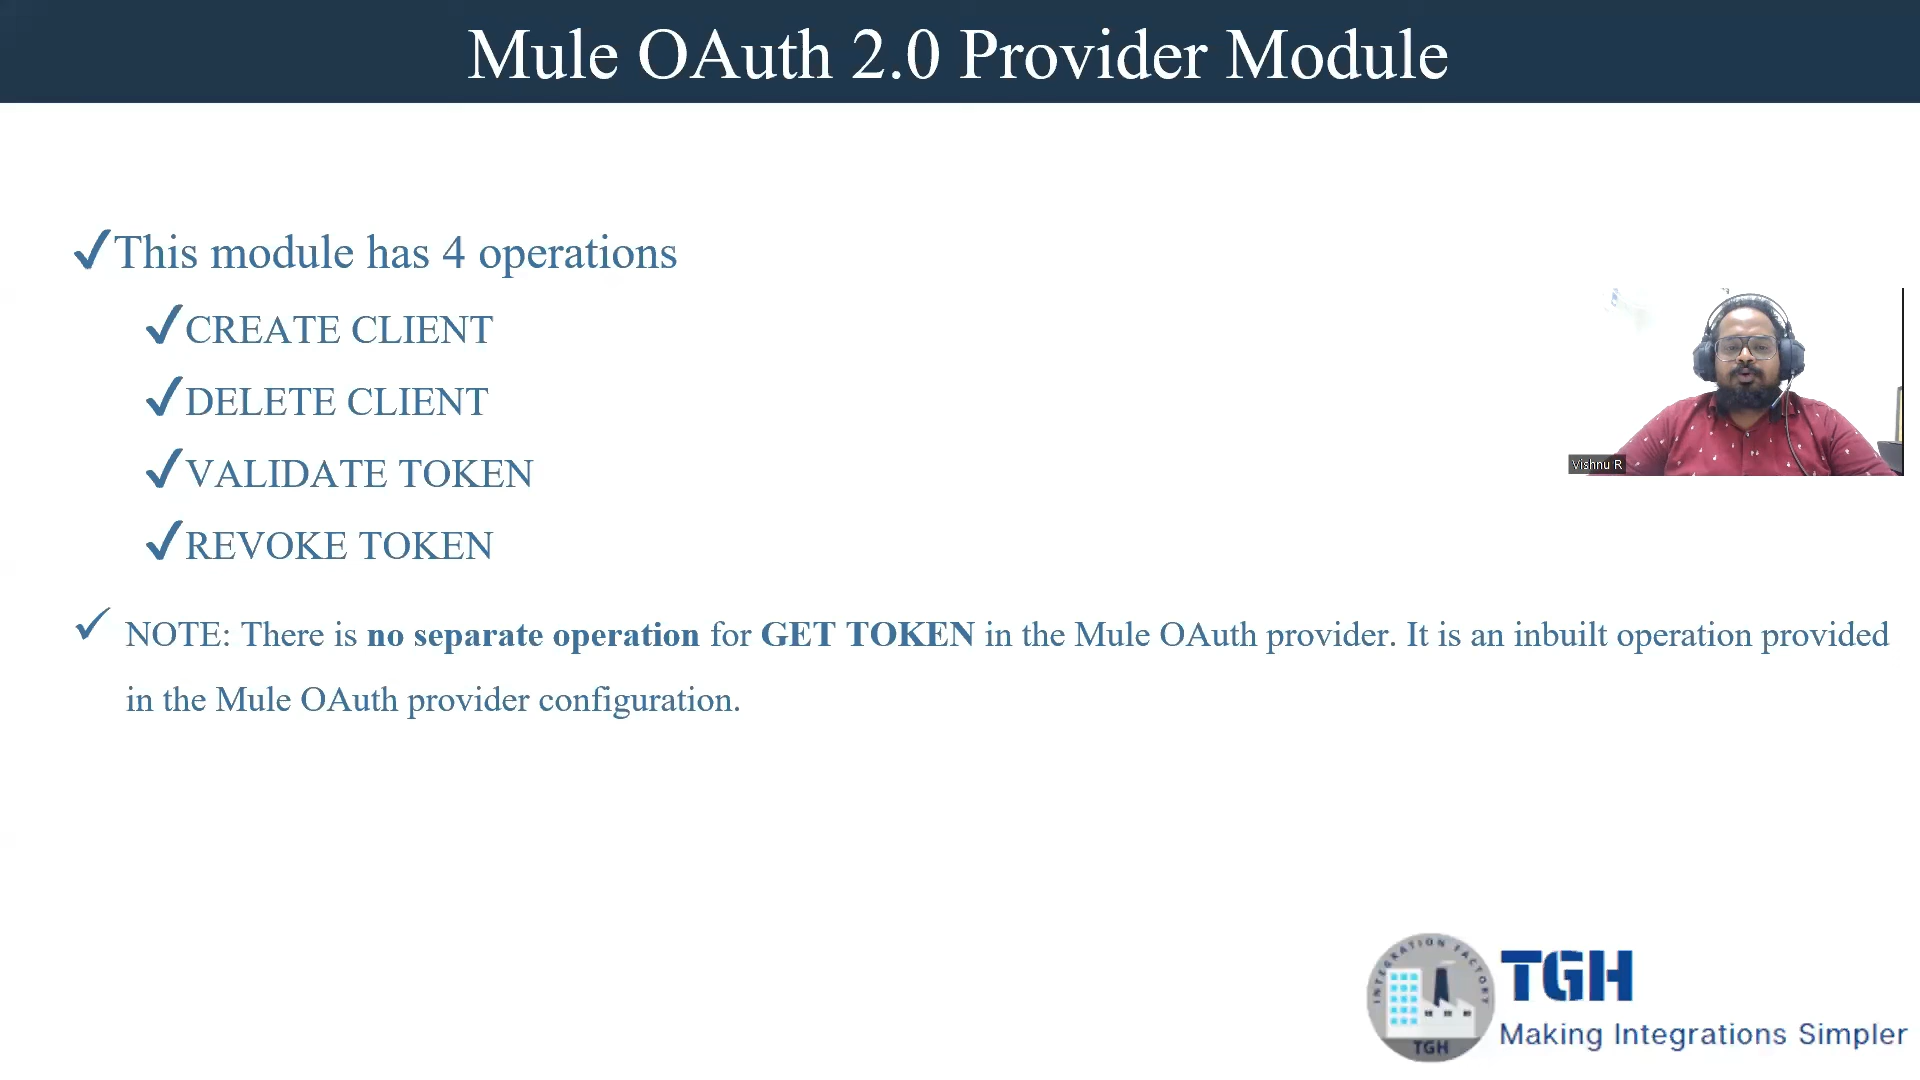 Mule OAuth 2.0 Provider Module
✔This module has 4 operations
✔CREATE CLIENT
✔DELETE CLIENT
✔VALIDATE TOKEN
✔REVOKE TOKEN
✓ NOTE: There is no separate operation for GET TOKEN in the Mule OAuth provider. It is an inbuilt operation provided
in the Mule OAuth provider configuration.
Vishnu R
INTEGRATION FACTORY
TGH
TGH
Making Integrations Simpler